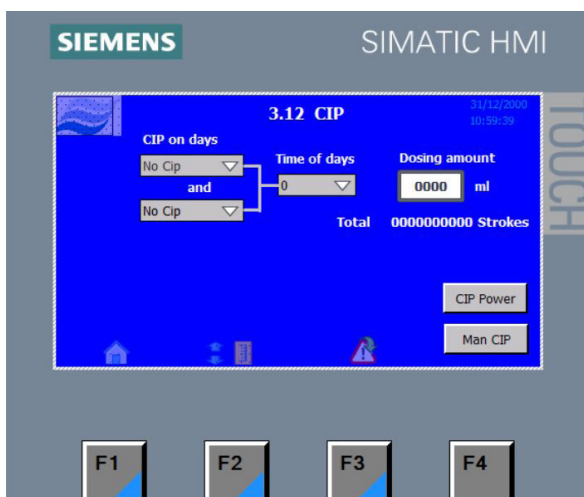 SIEMENS
SIMATIC HMI
TOUCH
3.12 CIP
31/12/2000
10:59:39
CIP on days
No Cip
and
No Cip
Time of days
0
Dosing amount
0000 ml
Total 0000000000 Strokes
CIP Power
Man CIP
F1
F2
F3
F4